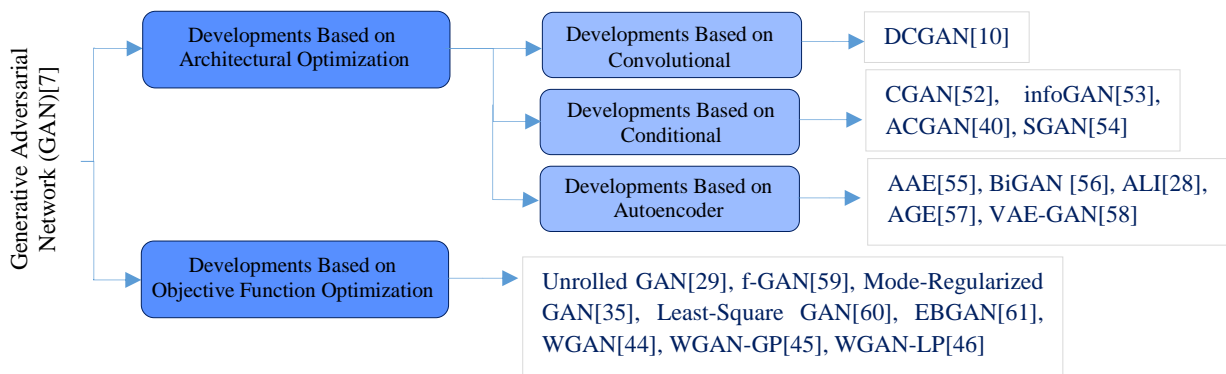 Generative Adversarial
Network (GAN)[7]
Developments Based on
Architectural Optimization
Developments Based on
Convolutional
DCGAN[10]
Developments Based on
Conditional
CGAN[52], infoGAN[53],
ACGAN[40], SGAN[54]
Developments Based on
Autoencoder
AAE[55], BiGAN [56], ALI[28],
AGE[57], VAE-GAN[58]
Developments Based on
Objective Function Optimization
Unrolled GAN[29], f-GAN[59], Mode-Regularized
GAN[35], Least-Square GAN[60], EBGAN[61],
WGAN[44], WGAN-GP[45], WGAN-LP[46]